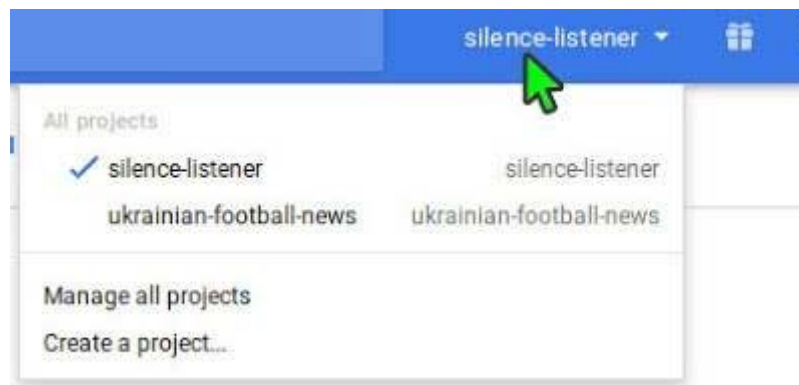 silence-listener
All projects
silence-listener silence-listener
ukrainian-football-news ukrainian-football-news
Manage all projects
Create a project...